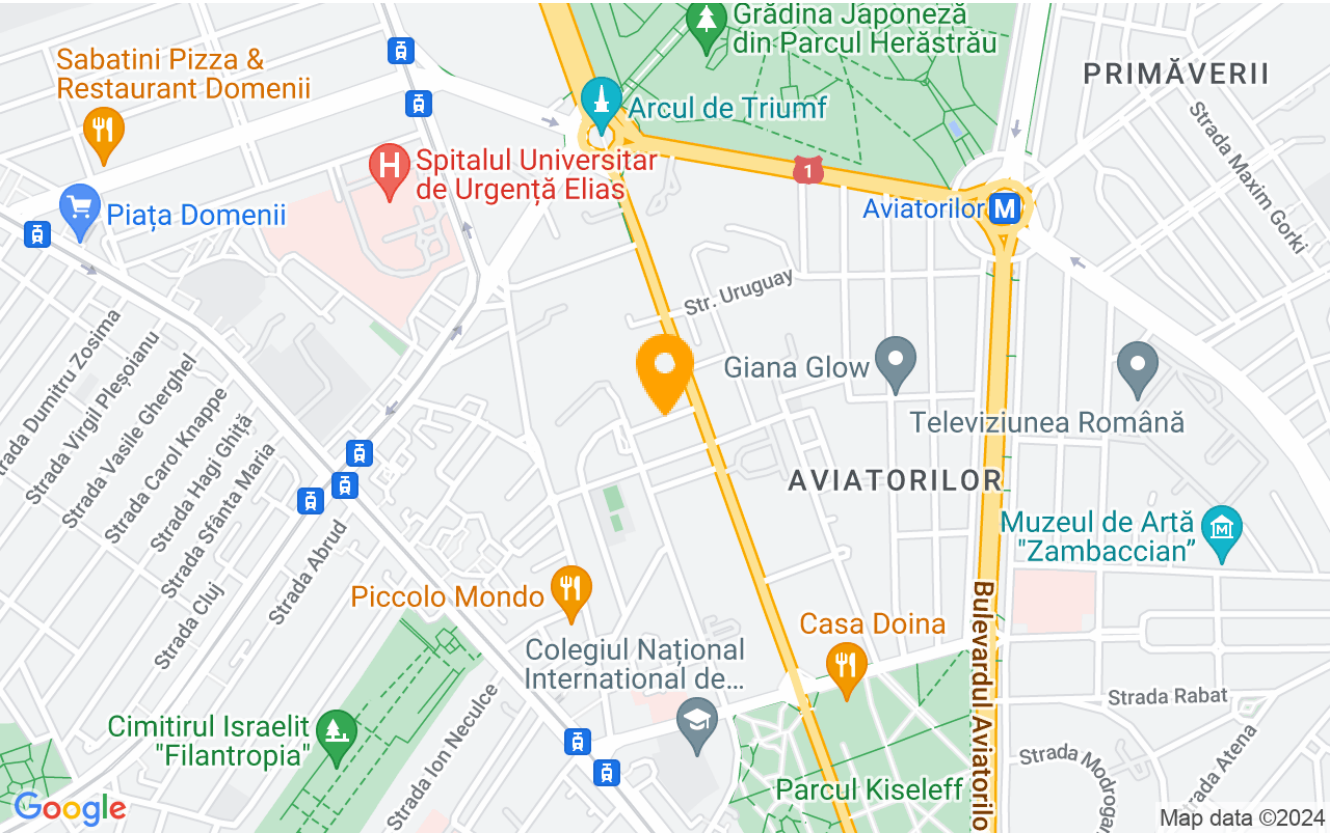 Grădina Japoneză
din Parcul Herăstrău
Sabatini Pizza &
Restaurant Domenii
PRIMĂVERII
Arcul de Triumf
Strada Maxim Gorki
Spitalul Universitar
de Urgență Elias
1
Piața Domenii
Aviatorilor
M
H
Str. Uruguay
Giana Glow
Televiziunea Română
Strada Dumitru Zosima
Strada Virgil Pleșoianu
Strada Vasile Gherghel
Strada Carol Knappe
Strada Hagi Ghiță
Strada Sfânta Maria
Strada Cluj
Strada Abrud
AVIATORILOR
Muzeul de Artă
"Zambaccian”
M
Piccolo Mondo
Casa Doina
Colegiul Național
International de...
Bulevardul Aviatorilo
Strada Rabat
Cimitirul Israelit
"Filantropia"
Strada Ion Neculce
Strada Modrogan
Strada Atena
Parcul Kiseleff
Google
Map data ©2024